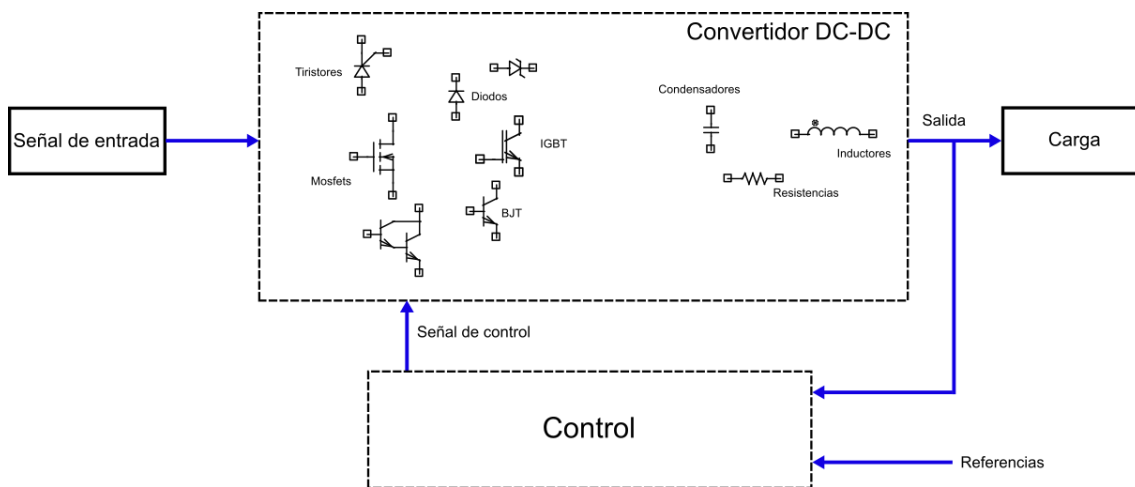 Convertidor DC-DC
Tiristores
Diodos
Condensadores
Señal de entrada
Salida
Carga
IGBT
Inductores
Mosfets
Resistencias
BJT
Señal de control
Control
Referencias